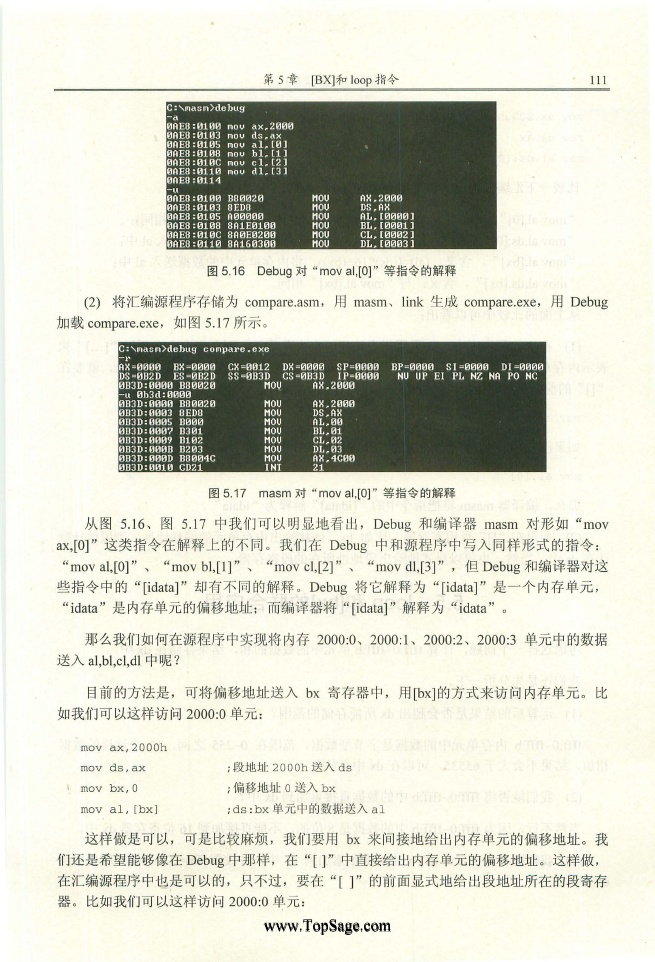 第 5 章 [BX]和 loop 指令 111
C:\masm>debug
-a
0AE8:0100 mov ax,2000
0AE8:0103 mov ds,ax
0AE8:0105 mov al,[0]
0AE8:0108 mov bl,[1]
0AE8:010C mov cl,[2]
0AE8:0110 mov dl,[3]
0AE8:0114
-u
0AE8:0100 B80020 MOV AX,2000
0AE8:0103 8ED8 MOV DS,AX
0AE8:0105 A00000 MOV AL,[0000]
0AE8:0108 8A1E0100 MOV BL,[0001]
0AE8:010C 8A0E0200 MOV CL,[0002]
0AE8:0110 8A160300 MOV DL,[0003]
图 5.16 Debug 对“mov al,[0]”等指令的解释
(2) 将汇编源程序存储为 compare.asm，用 masm、link 生成 compare.exe，用 Debug
加载 compare.exe，如图 5.17 所示。
C:\masm>debug compare.exe
-r
AX=0000 BX=0000 CX=0012 DX=0000 SP=0000 BP=0000 SI=0000 DI=0000
DS=0B2D ES=0B2D SS=0B3D CS=0B3D IP=0000 NV UP EI PL NZ NA PO NC
0B3D:0000 B80020 MOV AX,2000
-u 0b3d:0000
0B3D:0000 B80020 MOV AX,2000
0B3D:0003 8ED8 MOV DS,AX
0B3D:0005 B000 MOV AL,00
0B3D:0007 B301 MOV BL,01
0B3D:0009 B102 MOV CL,02
0B3D:000B B203 MOV DL,03
0B3D:000D B8004C MOV AX,4C00
0B3D:0010 CD21 INT 21
图 5.17 masm 对“mov al,[0]”等指令的解释
从图 5.16、图 5.17 中我们可以明显地看出，Debug 和编译器 masm 对形如“mov
ax,[0]”这类指令在解释上的不同。我们在 Debug 中和源程序中写入同样形式的指令：
“mov al,[0]”、“mov bl,[1]”、“mov cl,[2]”、“mov dl,[3]”，但 Debug 和编译器对这
些指令中的“[idata]”却有不同的解释。Debug 将它解释为“[idata]”是一个内存单元，
“idata”是内存单元的偏移地址；而编译器将“[idata]”解释为“idata”。
那么我们如何在源程序中实现将内存 2000:0、2000:1、2000:2、2000:3 单元中的数据
送入 al,bl,cl,dl 中呢？
目前的方法是，可将偏移地址送入 bx 寄存器中，用[bx]的方式来访问内存单元。比
如我们可以这样访问 2000:0 单元：
mov ax,2000h
mov ds,ax ;段地址 2000h 送入 ds
mov bx,0 ;偏移地址 0 送入 bx
mov al,[bx] ;ds:bx 单元中的数据送入 al
这样做是可以，可是比较麻烦，我们要用 bx 来间接地给出内存单元的偏移地址。我
们还是希望能够像在 Debug 中那样，在“[ ]”中直接给出内存单元的偏移地址。这样做，
在汇编源程序中也是可以的，只不过，要在“[ ]”的前面显式地给出段地址所在的段寄存
器。比如我们可以这样访问 2000:0 单元：
www.TopSage.com